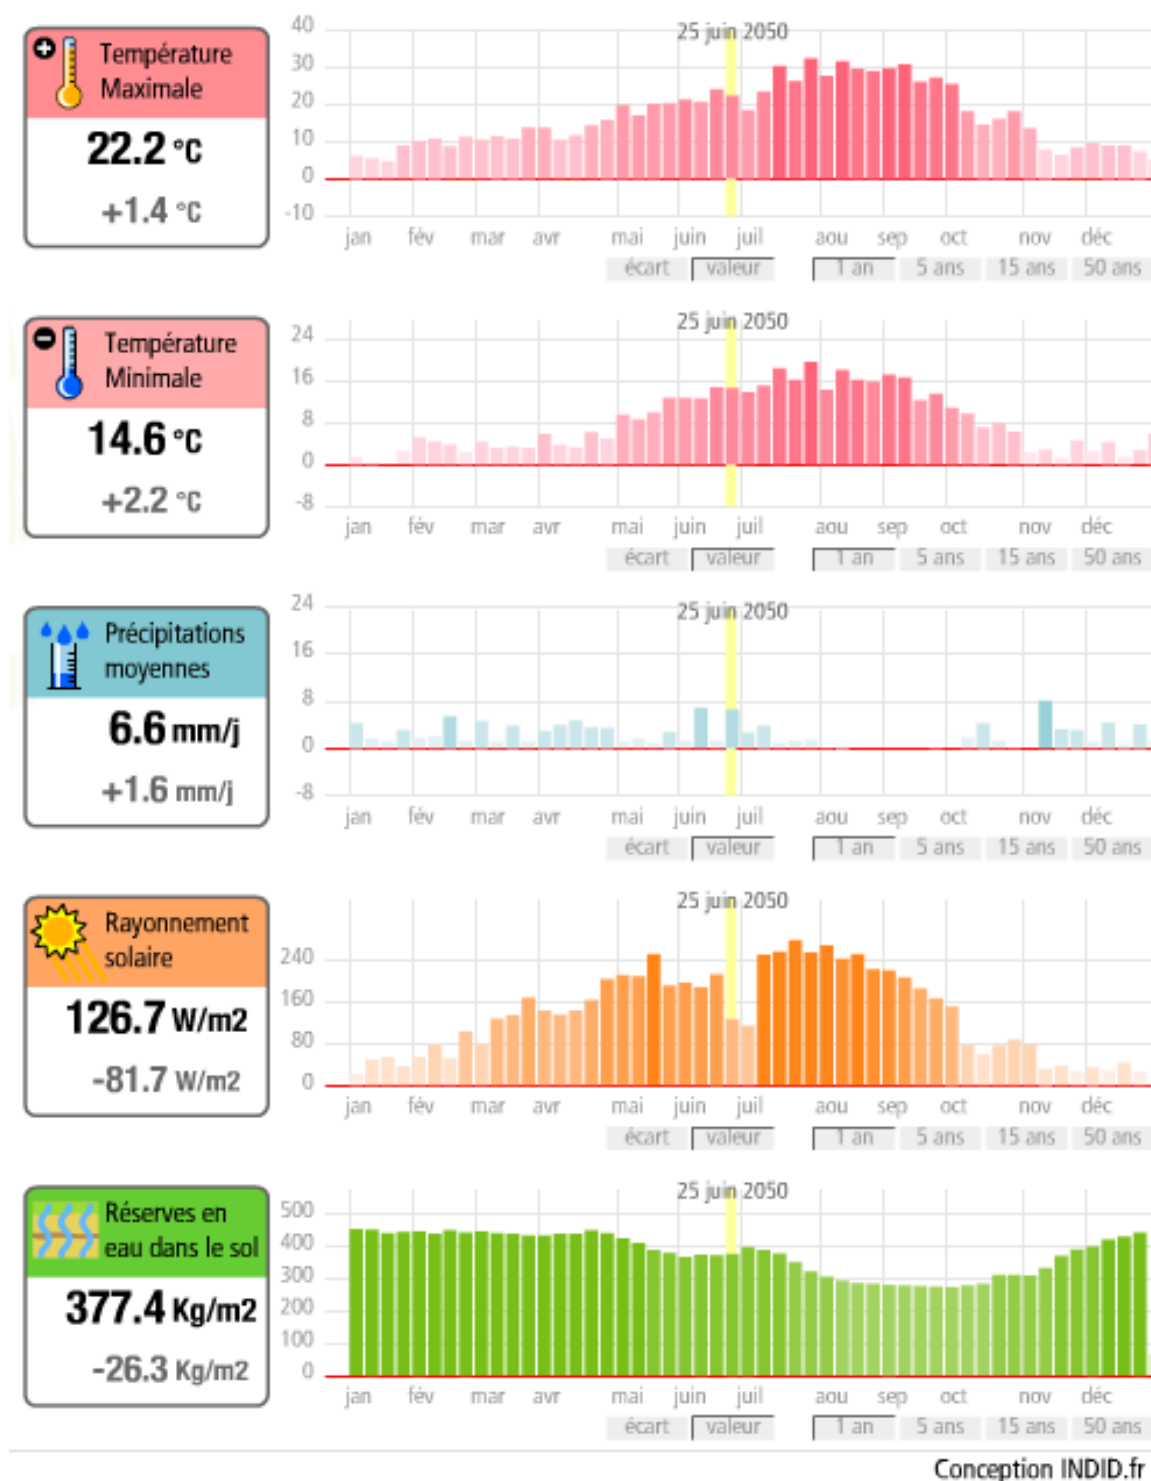 Température
Maximale
22.2 °C
+1.4 °C
25 juin 2050
40
30
20
10
0
-10
jan fév mar avr mai juin juil aou sep oct nov déc
écart valeur 1 an 5 ans 15 ans 50 ans
Température
Minimale
14.6 °C
+2.2 °C
25 juin 2050
24
16
8
0
-8
jan fév mar avr mai juin juil aou sep oct nov déc
écart valeur 1 an 5 ans 15 ans 50 ans
Précipitations
moyennes
6.6 mm/j
+1.6 mm/j
25 juin 2050
24
16
8
0
-8
jan fév mar avr mai juin juil aou sep oct nov déc
écart valeur 1 an 5 ans 15 ans 50 ans
Rayonnement
solaire
126.7 W/m2
-81.7 W/m2
25 juin 2050
240
160
80
0
jan fév mar avr mai juin juil aou sep oct nov déc
écart valeur 1 an 5 ans 15 ans 50 ans
Réserves en
eau dans le sol
377.4 Kg/m2
-26.3 Kg/m2
25 juin 2050
500
400
300
200
100
0
jan fév mar avr mai juin juil aou sep oct nov déc
écart valeur 1 an 5 ans 15 ans 50 ans
Conception INDID.fr